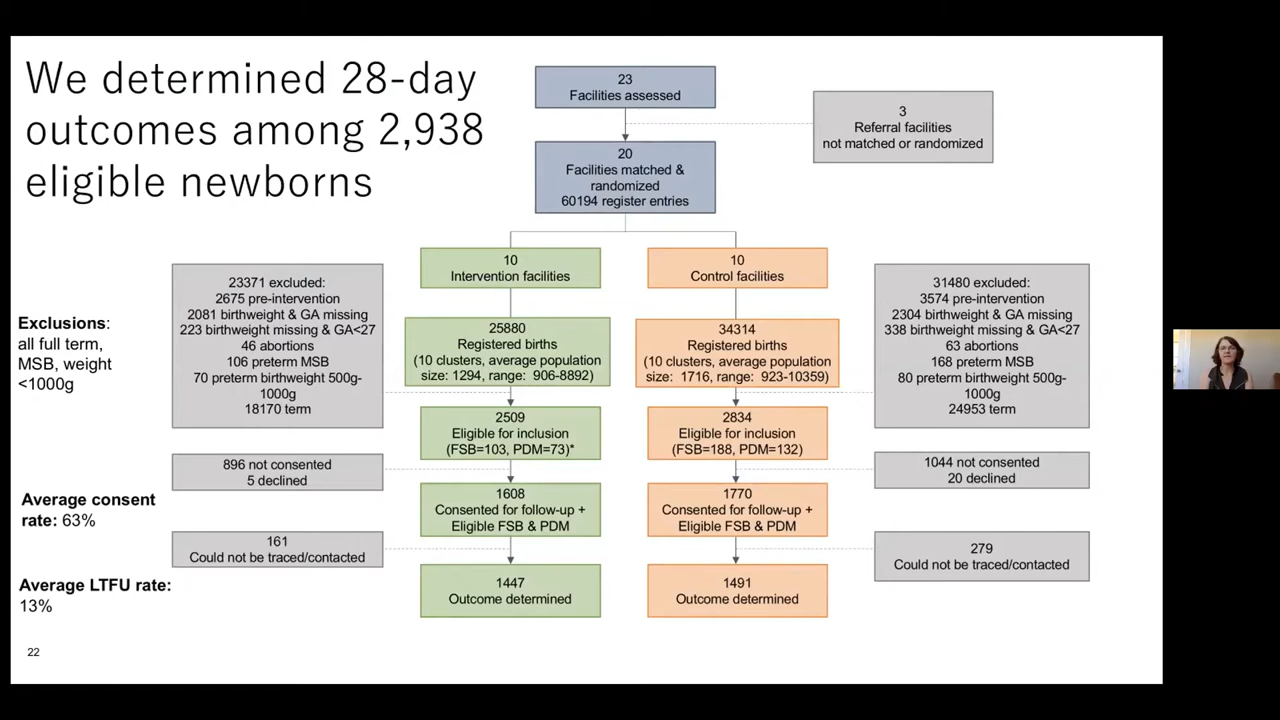 We determined 28-day
outcomes among 2,938
eligible newborns
23
Facilities assessed
3
Referral facilities
not matched or randomized
20
Facilities matched &
randomized
60194 register entries
10
Intervention facilities
10
Control facilities
23371 excluded:
2675 pre-intervention
2081 birthweight & GA missing
223 birthweight missing & GA<27
46 abortions
106 preterm MSB
70 preterm birthweight 500g-
1000g
18170 term
31480 excluded:
3574 pre-intervention
2304 birthweight & GA missing
338 birthweight missing & GA<27
63 abortions
168 preterm MSB
80 preterm birthweight 500g-
1000g
24953 term
Exclusions:
all full term,
MSB, weight
<1000g
25880
Registered births
(10 clusters, average population
size: 1294, range: 906-8892)
34314
Registered births
(10 clusters, average population
size: 1716, range: 923-10359)
2509
Eligible for inclusion
(FSB=103, PDM=73)*
2834
Eligible for inclusion
(FSB=188, PDM=132)
896 not consented
5 declined
1044 not consented
20 declined
Average consent
rate: 63%
1608
Consented for follow-up +
Eligible FSB & PDM
1770
Consented for follow-up +
Eligible FSB & PDM
161
Could not be traced/contacted
279
Could not be traced/contacted
Average LTFU rate:
13%
1447
Outcome determined
1491
Outcome determined
22